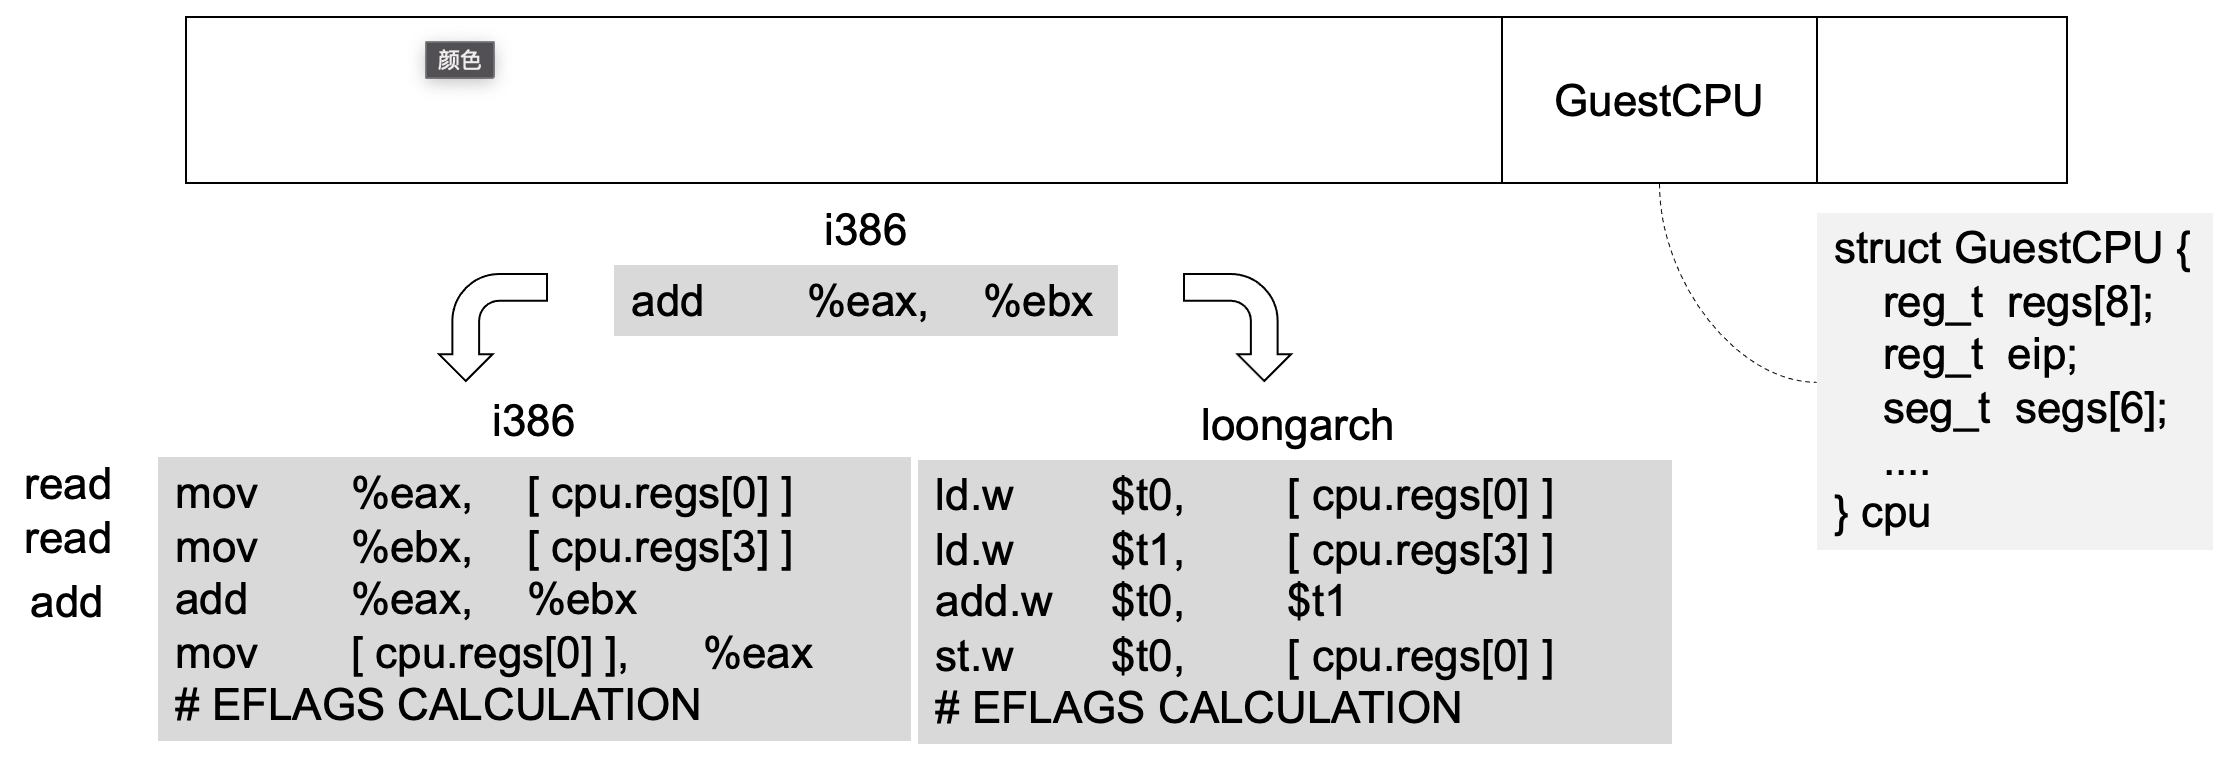 颜色
GuestCPU
i386
add %eax, %ebx
struct GuestCPU {
reg_t regs[8];
reg_t eip;
seg_t segs[6];
....
} cpu
i386
read
read
add
mov %eax, [ cpu.regs[0] ]
mov %ebx, [ cpu.regs[3] ]
add %eax, %ebx
mov [ cpu.regs[0] ], %eax
# EFLAGS CALCULATION
loongarch
ld.w $t0, [ cpu.regs[0] ]
ld.w $t1, [ cpu.regs[3] ]
add.w $t0, $t1
st.w $t0, [ cpu.regs[0] ]
# EFLAGS CALCULATION